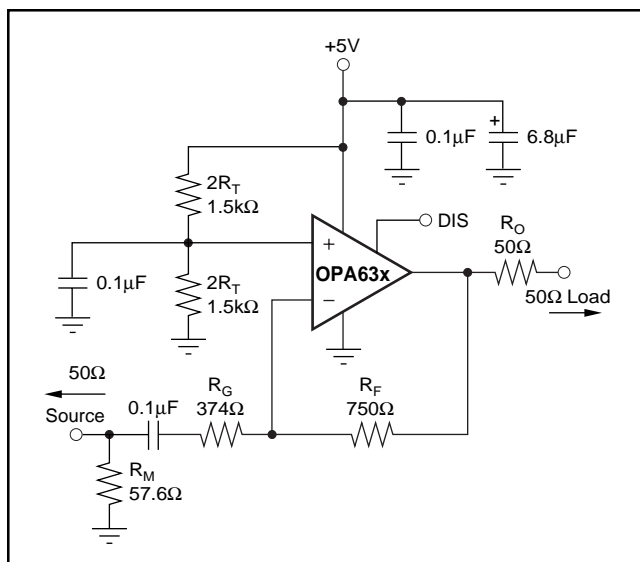 +5V
0.1µF
6.8µF
+
2R_T
1.5kΩ
DIS
+
OPA63x
−
R_O
50Ω
0.1µF
2R_T
1.5kΩ
50Ω Load
50Ω
Source
0.1µF
R_G
374Ω
R_F
750Ω
R_M
57.6Ω